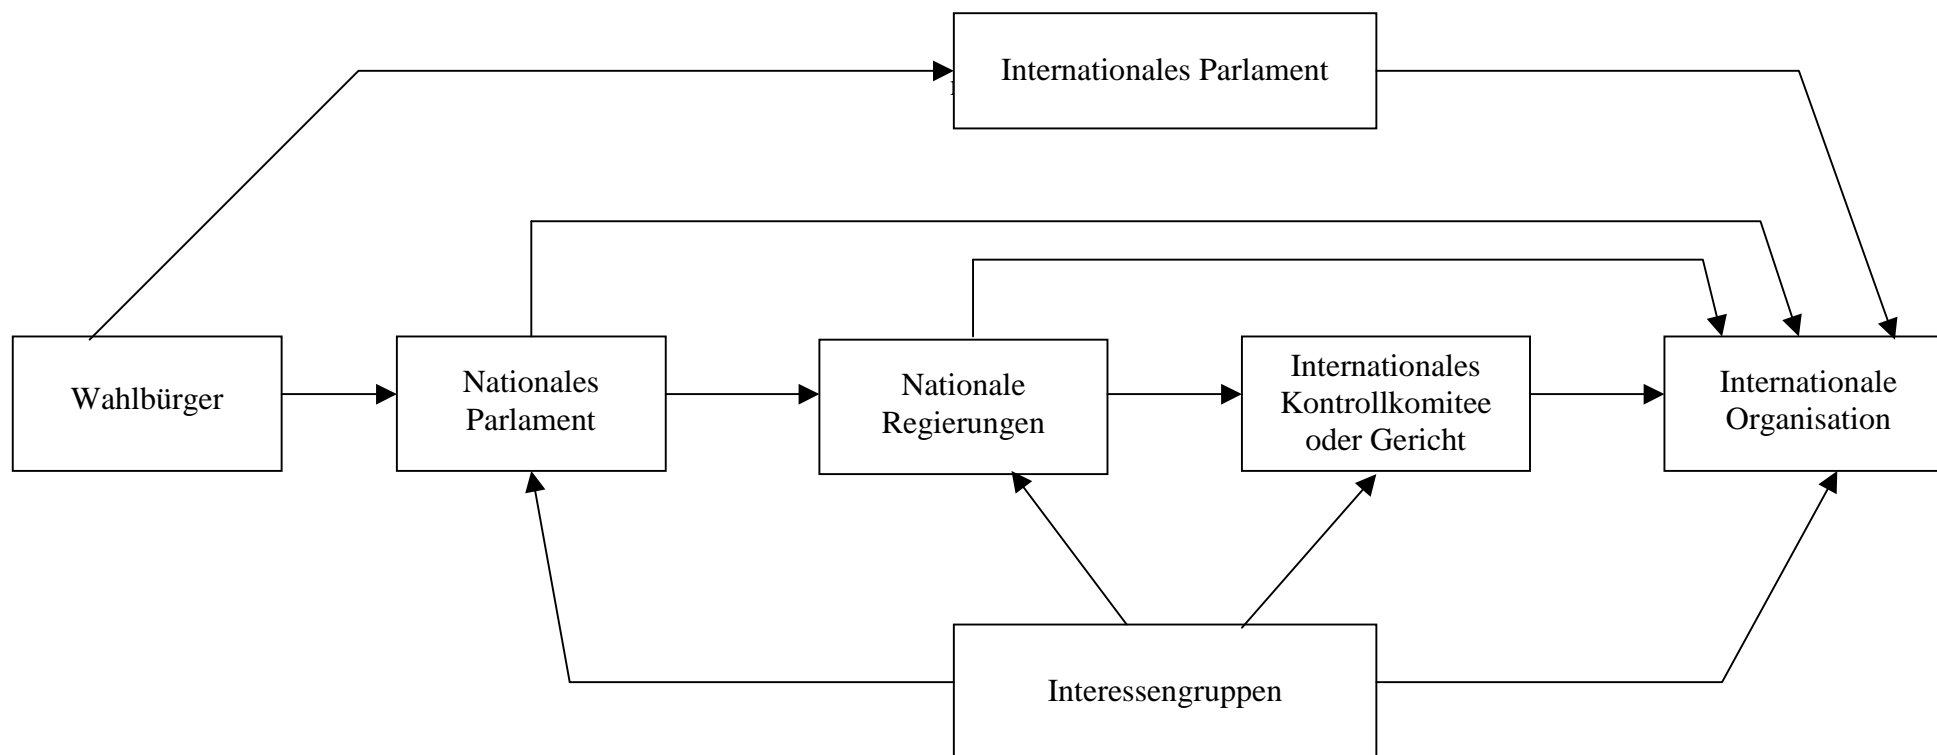 Internationales Parlament
Wahlbürger
Nationales
Parlament
Nationale
Regierungen
Internationales
Kontrollkomitee
oder Gericht
Internationale
Organisation
Interessengruppen